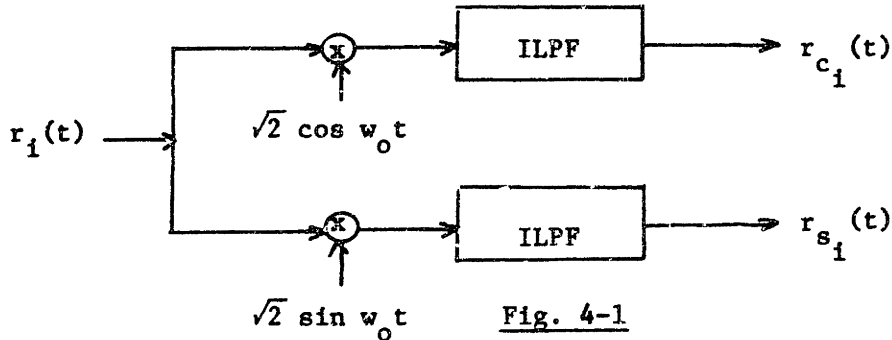 ILPF
r_{c_i}(t)
x
r_i(t)
√2 cos w_o t
ILPF
r_{s_i}(t)
x
√2 sin w_o t
Fig. 4-1